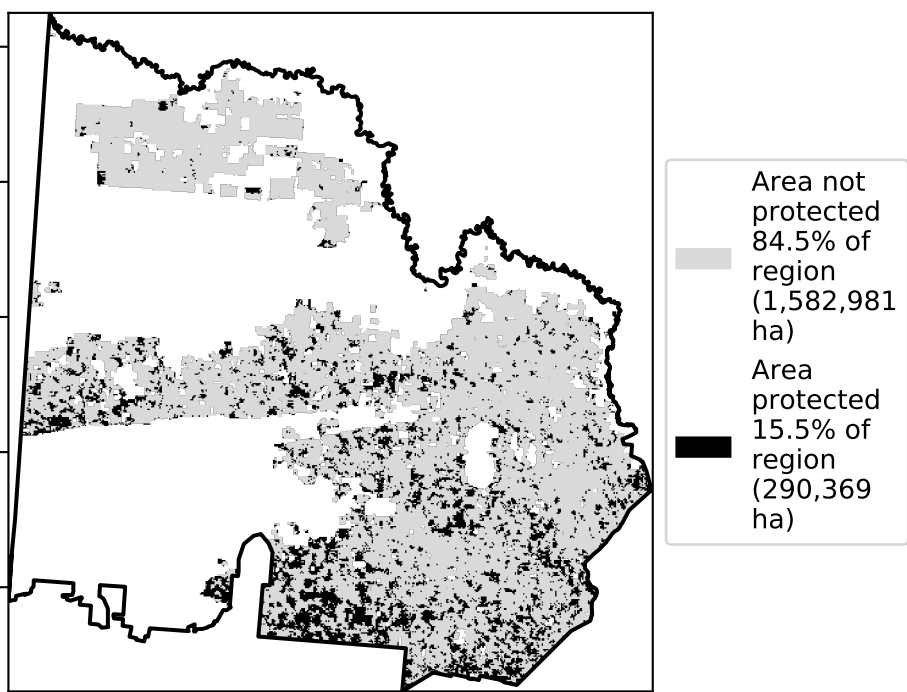 Area not
protected
84.5% of
region
(1,582,981
ha)
Area
protected
15.5% of
region
(290,369
ha)